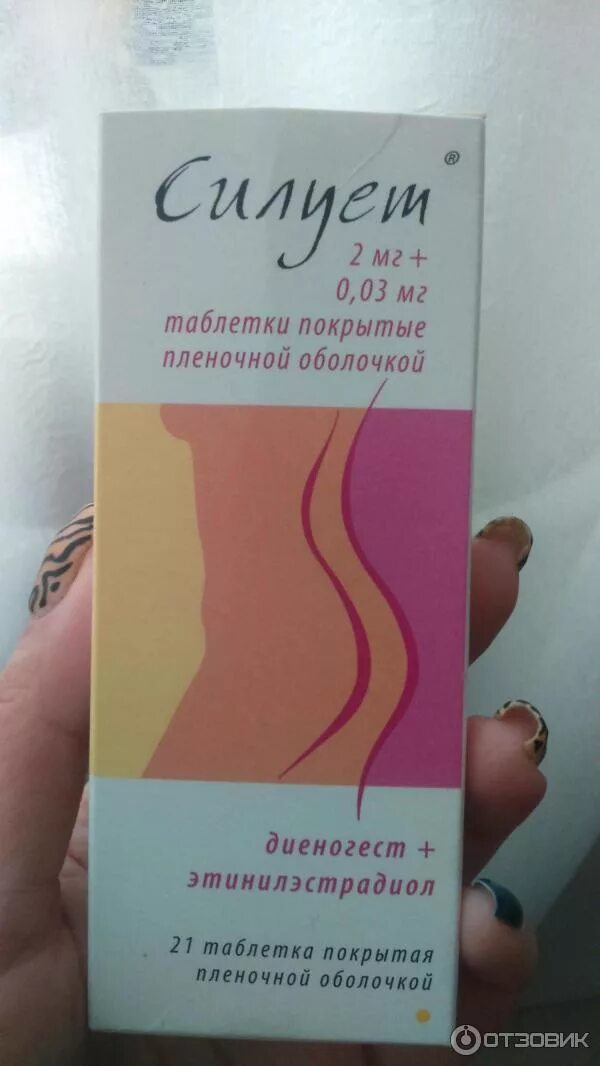 Силует ®
2 мг +
0,03 мг
таблетки покрытые
пленочной оболочкой
диеногест +
этинилэстрадиол
21 таблетка покрытая
пленочной оболочкой
ОТЗОВИК